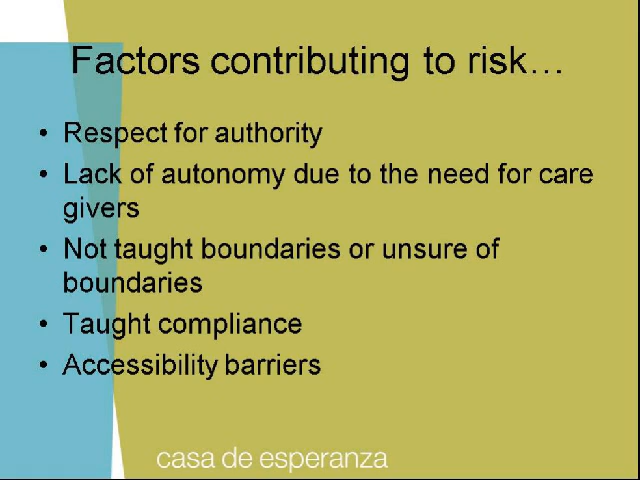 Factors contributing to risk…
• Respect for authority
• Lack of autonomy due to the need for care
givers
• Not taught boundaries or unsure of
boundaries
• Taught compliance
• Accessibility barriers
casa de esperanza